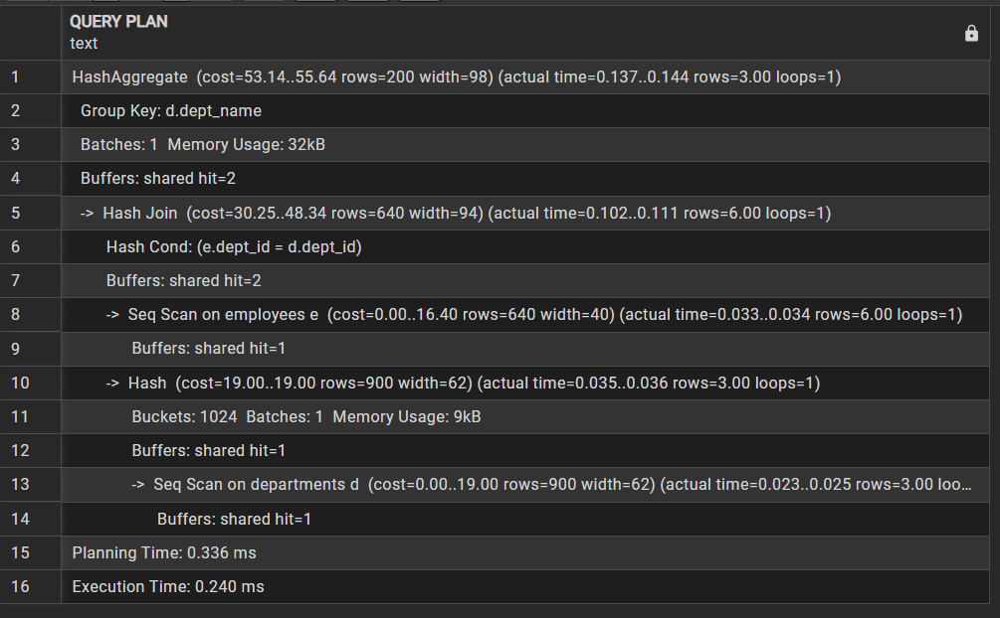 QUERY PLAN
text
1 HashAggregate (cost=53.14..55.64 rows=200 width=98) (actual time=0.137..0.144 rows=3.00 loops=1)
2 Group Key: d.dept_name
3 Batches: 1 Memory Usage: 32kB
4 Buffers: shared hit=2
5 -> Hash Join (cost=30.25..48.34 rows=640 width=94) (actual time=0.102..0.111 rows=6.00 loops=1)
6 Hash Cond: (e.dept_id = d.dept_id)
7 Buffers: shared hit=2
8 -> Seq Scan on employees e (cost=0.00..16.40 rows=640 width=40) (actual time=0.033..0.034 rows=6.00 loops=1)
9 Buffers: shared hit=1
10 -> Hash (cost=19.00..19.00 rows=900 width=62) (actual time=0.035..0.036 rows=3.00 loops=1)
11 Buckets: 1024 Batches: 1 Memory Usage: 9kB
12 Buffers: shared hit=1
13 -> Seq Scan on departments d (cost=0.00..19.00 rows=900 width=62) (actual time=0.023..0.025 rows=3.00 loo...
14 Buffers: shared hit=1
15 Planning Time: 0.336 ms
16 Execution Time: 0.240 ms